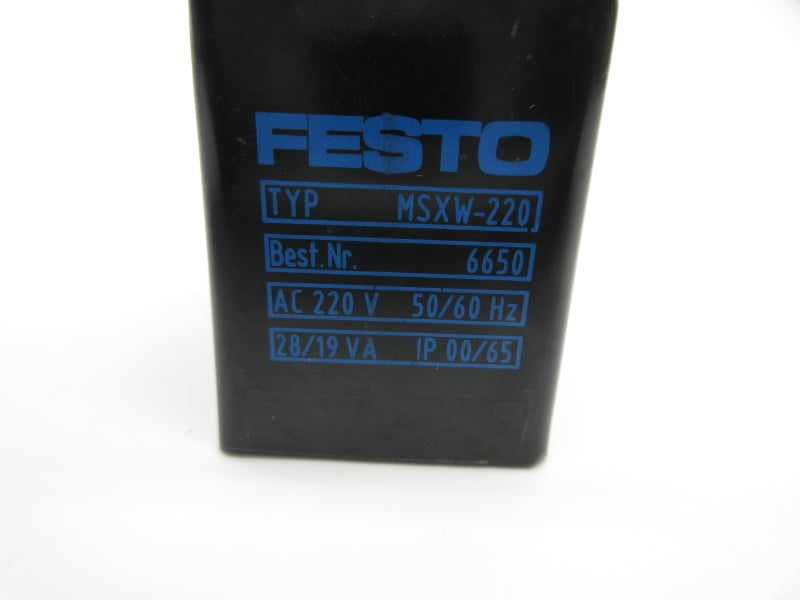 FESTO
TYP MSXW-220
Best.Nr. 6650
AC 220 V 50/60 Hz
28/19 VA IP 00/65